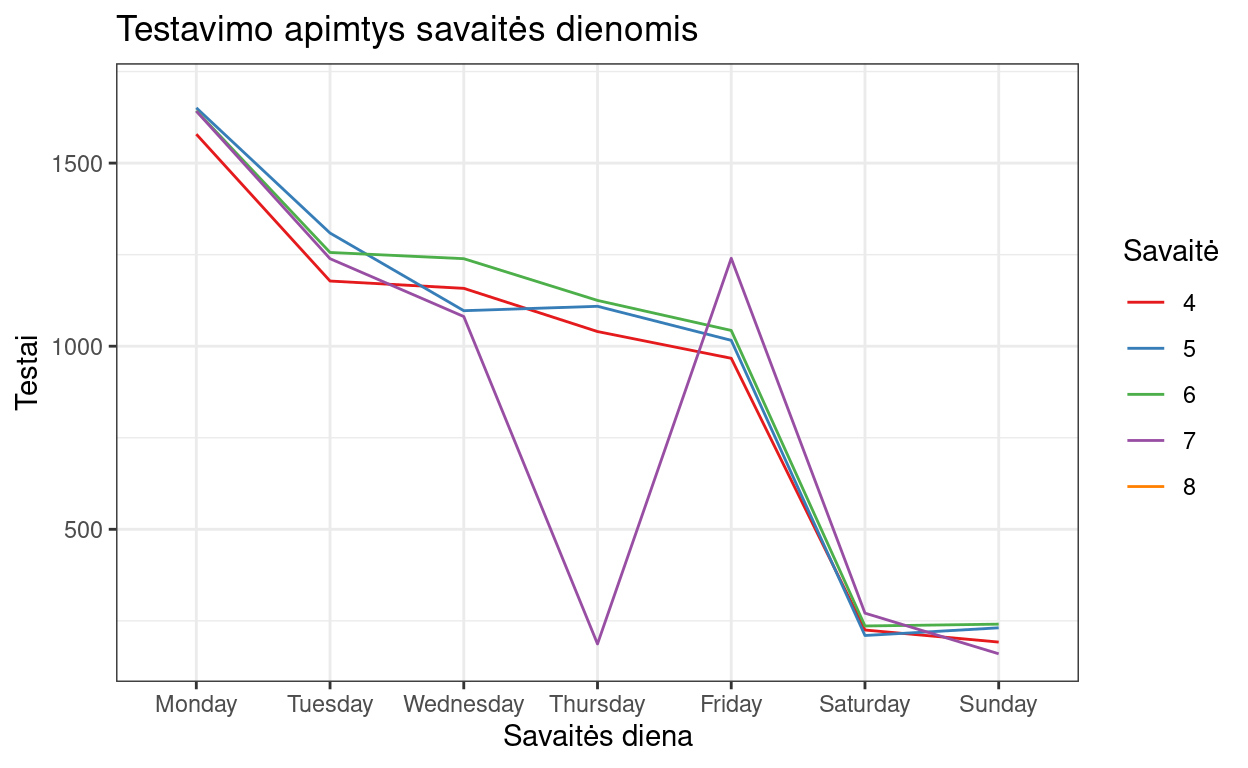 Testavimo apimtys savaitės dienomis
1500
1000
500
Testai
Monday Tuesday Wednesday Thursday Friday Saturday Sunday
Savaitės diena
Savaitė
4
5
6
7
8